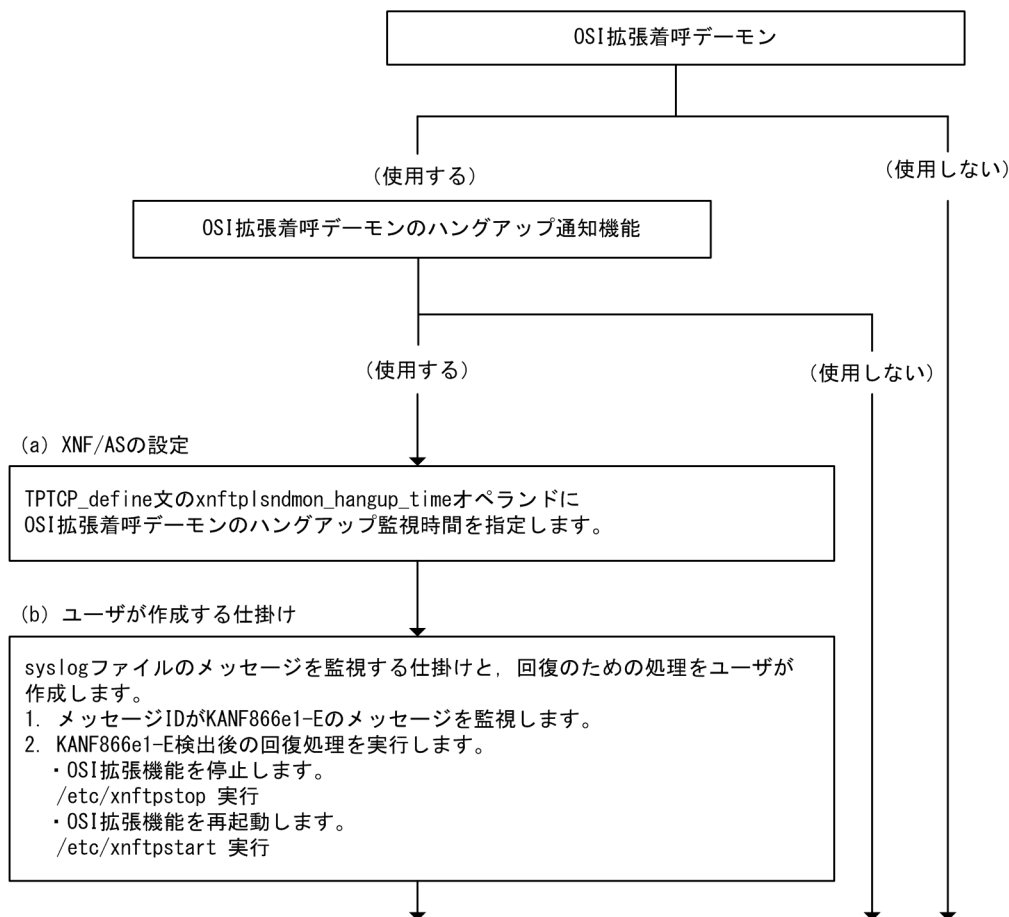 OSI拡張着呼デーモン
(使用する)
(使用しない)
OSI拡張着呼デーモンのハングアップ通知機能
(使用する)
(使用しない)
(a) XNF/ASの設定
TPTCP_define文のxnftplsndmon_hangup_timeオペランドに
OSI拡張着呼デーモンのハングアップ監視時間を指定します。
(b) ユーザが作成する仕掛け
syslogファイルのメッセージを監視する仕掛けと，回復のための処理をユーザが
作成します。
1. メッセージIDがKANF866e1-Eのメッセージを監視します。
2. KANF866e1-E検出後の回復処理を実行します。
・OSI拡張機能を停止します。
/etc/xnftpstop 実行
・OSI拡張機能を再起動します。
/etc/xnftpstart 実行